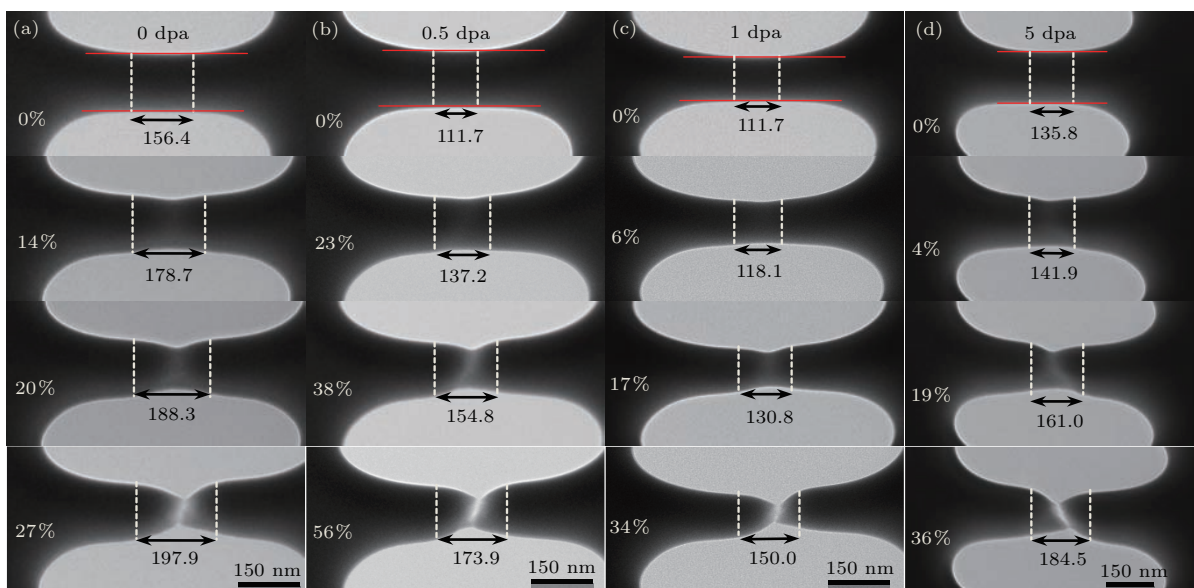 (a)
0 dpa
0%
156.4
14%
178.7
20%
188.3
27%
197.9
150 nm
(b)
0.5 dpa
0%
111.7
23%
137.2
38%
154.8
56%
173.9
150 nm
(c)
1 dpa
0%
111.7
6%
118.1
17%
130.8
34%
150.0
150 nm
(d)
5 dpa
0%
135.8
4%
141.9
19%
161.0
36%
184.5
150 nm